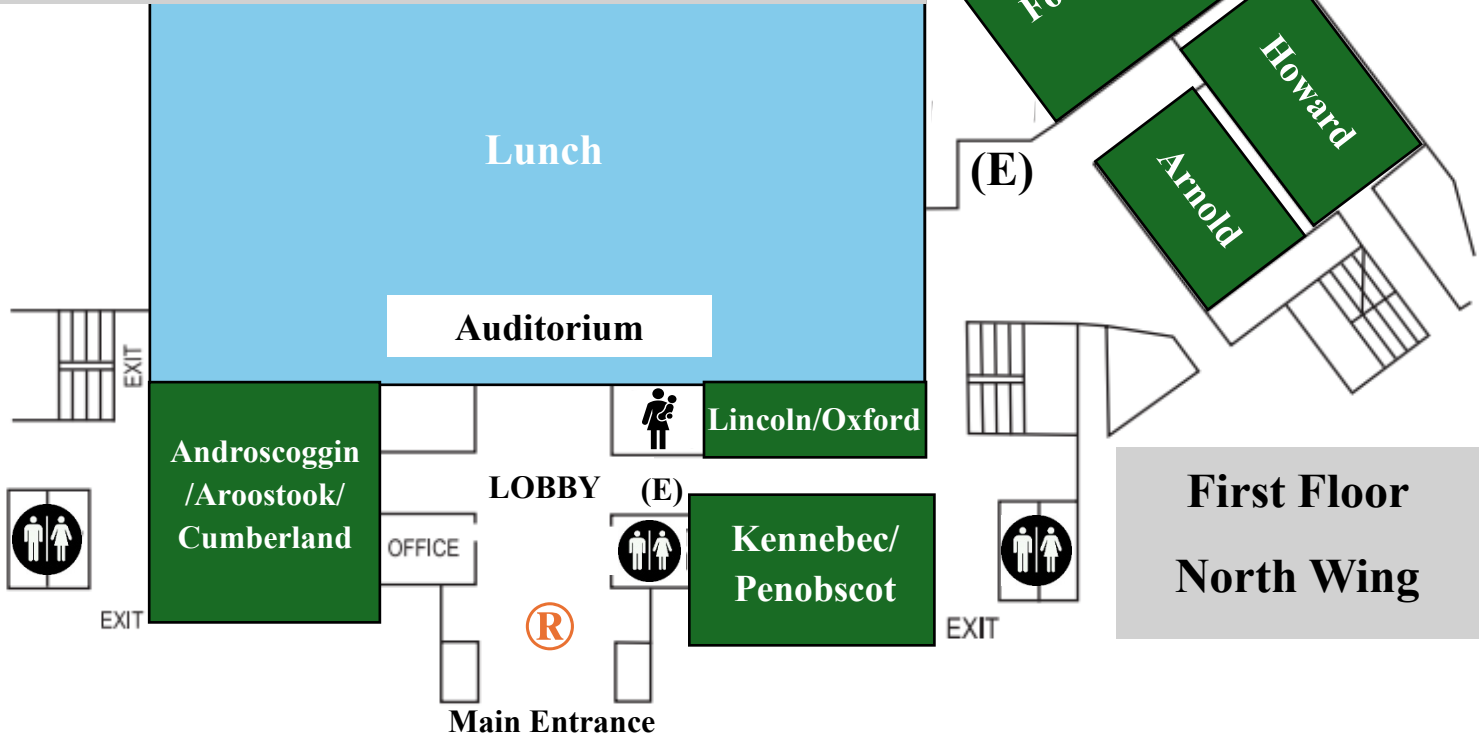 Howard
Lunch
(E)
Arnold
Auditorium
EXIT
Lincoln/Oxford
Androscoggin
/Aroostook/
Cumberland
LOBBY
(E)
First Floor
North Wing
OFFICE
Kennebec/
Penobscot
EXIT
®
EXIT
Main Entrance